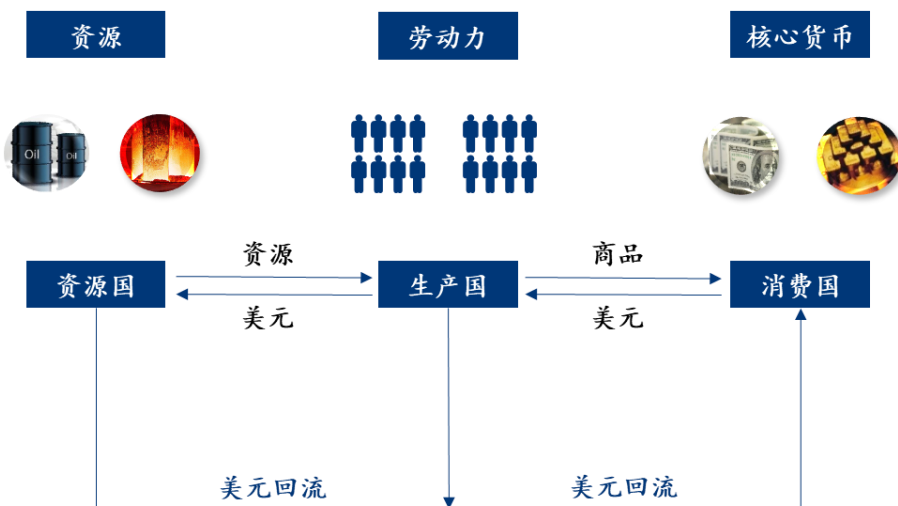 资源
劳动力
核心货币
Oil
Oil
资源
商品
资源国
生产国
消费国
美元
美元
美元回流
美元回流